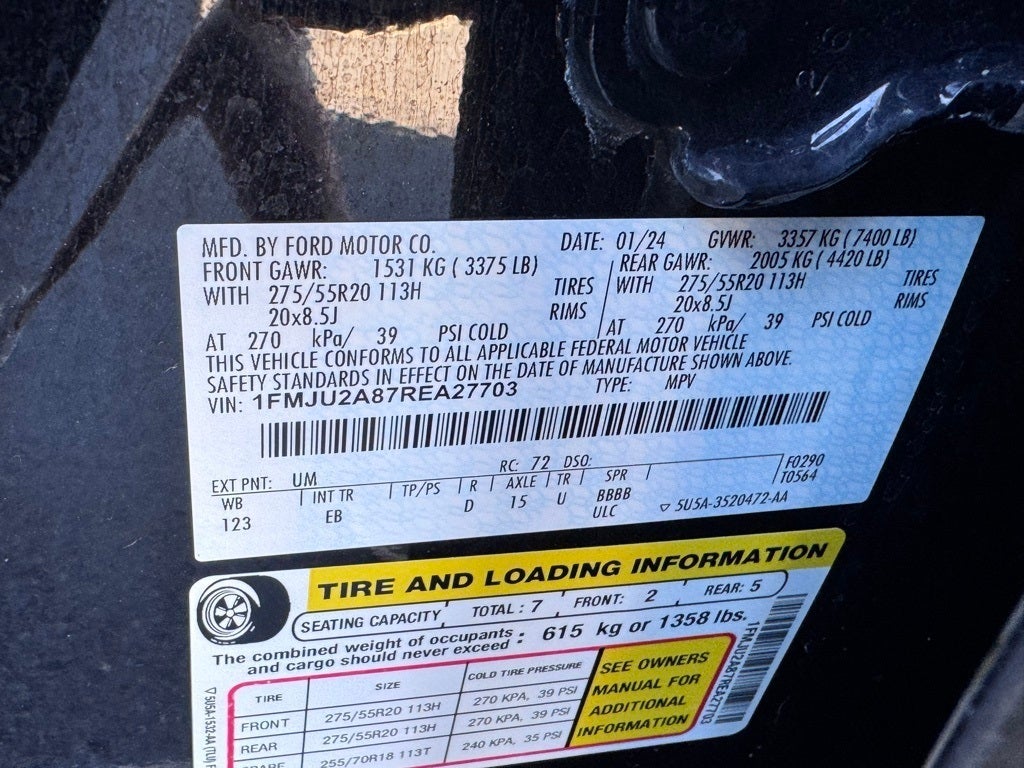 MFD. BY FORD MOTOR CO. DATE: 01/24 GVWR: 3357 KG ( 7400 LB)
FRONT GAWR: 1531 KG ( 3375 LB) REAR GAWR: 2005 KG ( 4420 LB)
WITH 275/55R20 113H TIRES WITH 275/55R20 113H TIRES
20x8.5J RIMS 20x8.5J RIMS
AT 270 kPa/ 39 PSI COLD AT 270 kPa/ 39 PSI COLD
THIS VEHICLE CONFORMS TO ALL APPLICABLE FEDERAL MOTOR VEHICLE
SAFETY STANDARDS IN EFFECT ON THE DATE OF MANUFACTURE SHOWN ABOVE.
VIN: 1FMJU2A87REA27703 TYPE: MPV
EXT PNT: UM RC: 72 DSO: F0290
WB INT TR TP/PS R AXLE TR SPR T0564
123 EB D 15 U BBBB
ULC ▽ 5U5A-3520472-AA
TIRE AND LOADING INFORMATION
SEATING CAPACITY TOTAL : 7 FRONT: 2 REAR: 5
The combined weight of occupants
and cargo should never exceed : 615 kg or 1358 lbs.
TIRE SIZE COLD TIRE PRESSURE
FRONT 275/55R20 113H 270 KPA, 39 PSI
REAR 275/55R20 113H 270 KPA, 39 PSI
SPARE 255/70R18 113T 240 KPA, 35 PSI
SEE OWNERS
MANUAL FOR
ADDITIONAL
INFORMATION
1FMJU2A87REA27703